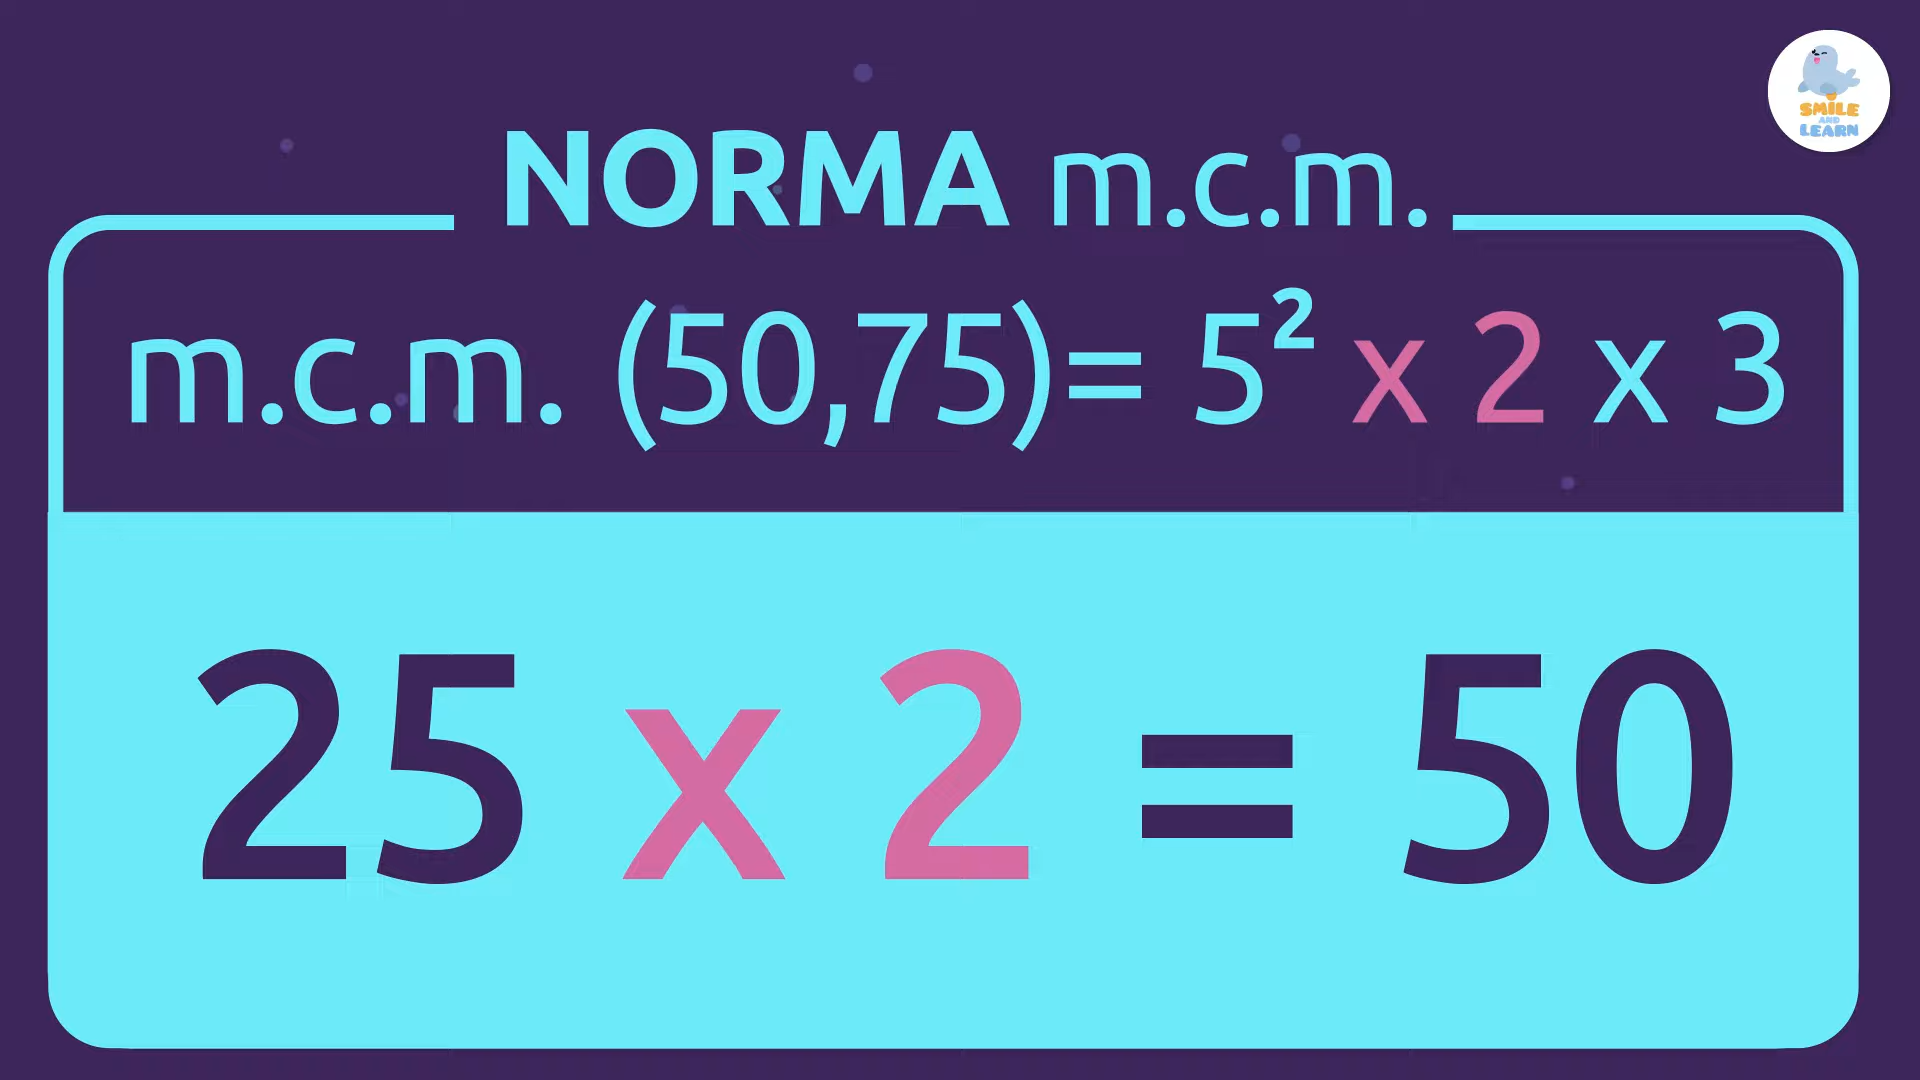 SMILE
AND
LEARN
NORMA m.c.m.
m.c.m. (50,75)= 5² x 2 x 3
25 x 2 = 50